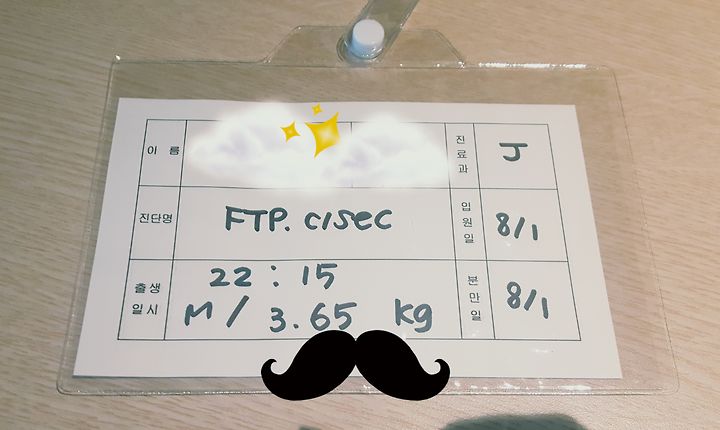 이 름
진료과 J
진단명 FTP. c/sec
입원일 8/1
출생일시 22 : 15
M / 3.65 kg
분만일 8/1